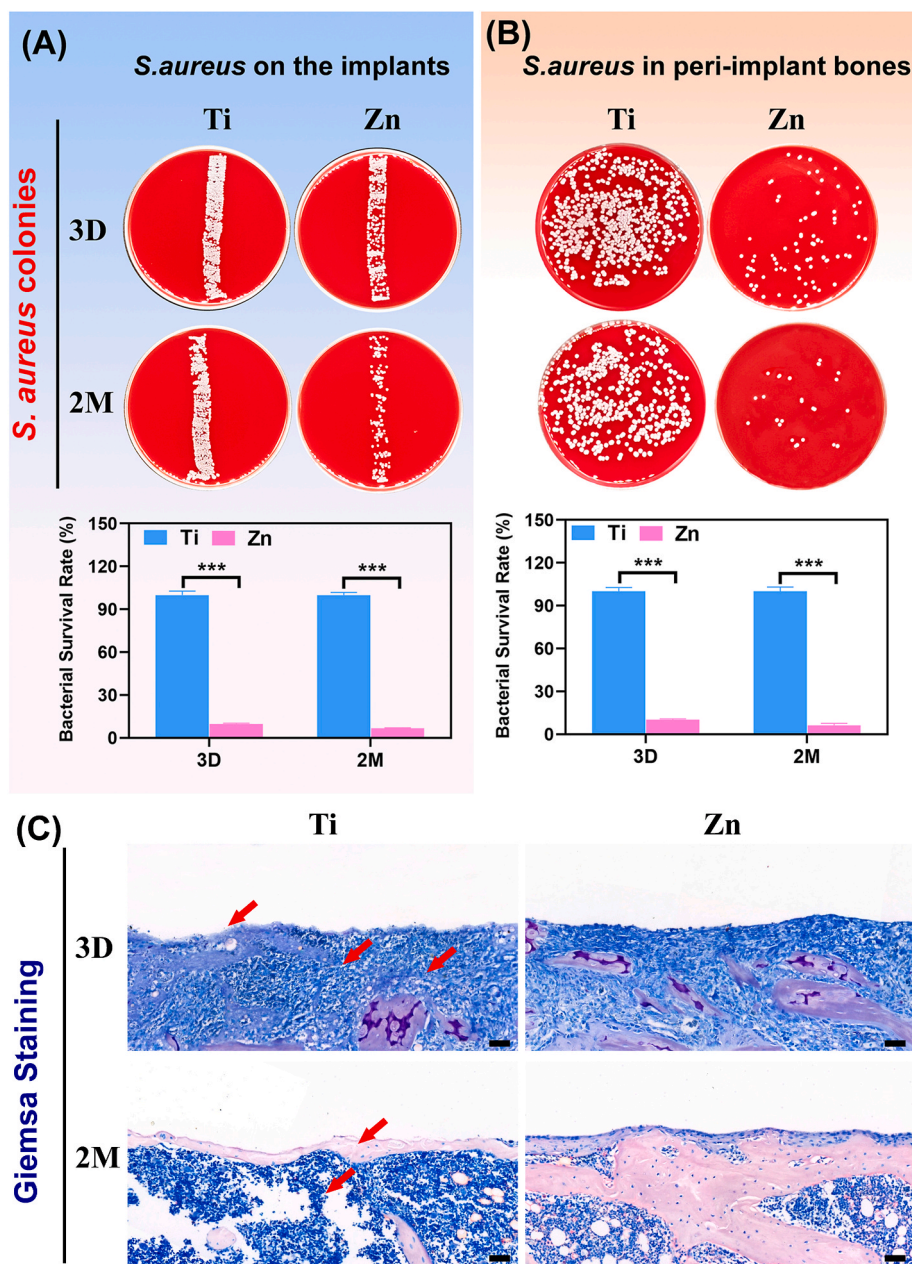 (A)
S.aureus on the implants
Ti Zn
S. aureus colonies
3D
2M
Bacterial Survival Rate (%)
150
120
90
60
30
0
Ti Zn
*** ***
3D 2M
(B)
S.aureus in peri-implant bones
Ti Zn
Bacterial Survival Rate (%)
150
120
90
60
30
0
Ti Zn
*** ***
3D 2M
(C)
Ti Zn
Giemsa Staining
3D
2M